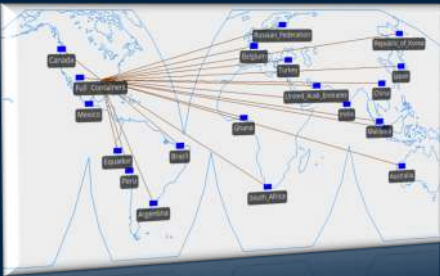 Russian_Federation
Republic_of_Korea
Canada
Belgium
Turkey
Japan
Full_Containers
United_Arab_Emirates
China
Mexico
India
Ghana
Malaysia
Equador
Brazil
Peru
Australia
South_Africa
Argentina